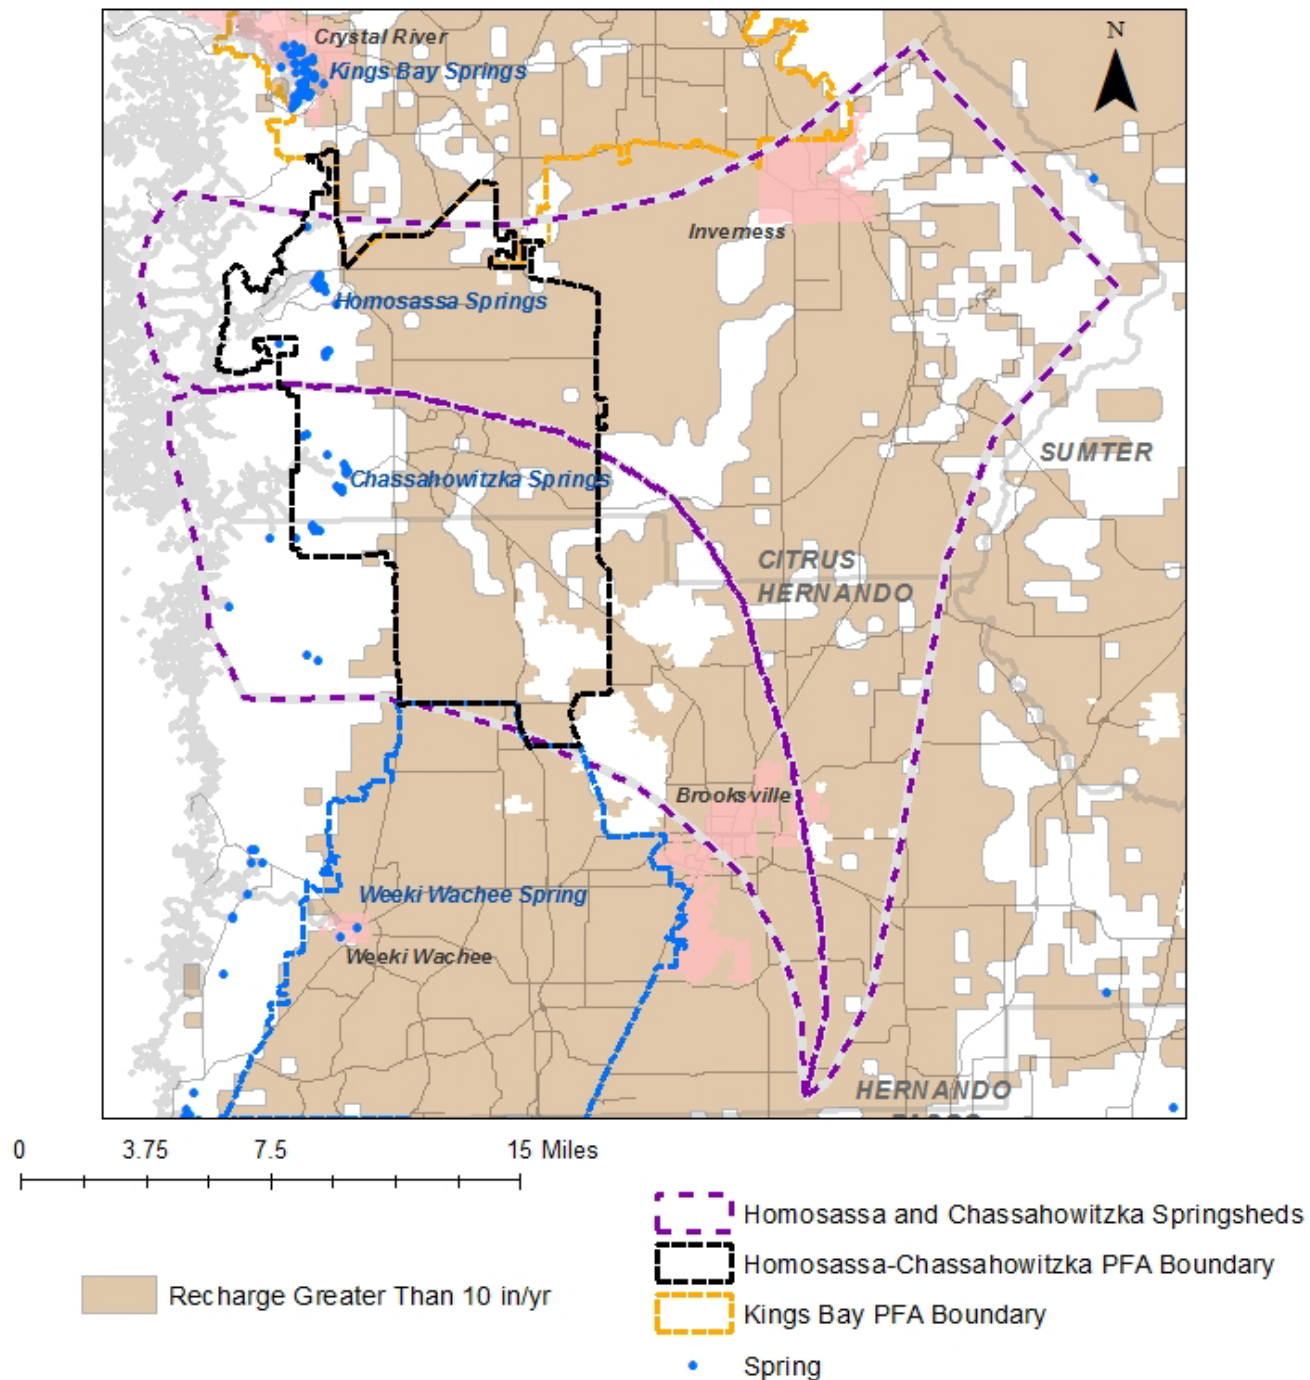 Crystal River
N
Kings Bay Springs
Inverness
Homosassa Springs
SUMTER
Chassahowitzka Springs
CITRUS
HERNANDO
Brooksville
Weeki Wachee Spring
Weeki Wachee
HERNANDO
0 3.75 7.5 15 Miles
Homosassa and Chassahowitzka Springsheds
Homosassa-Chassahowitzka PFA Boundary
Recharge Greater Than 10 in/yr
Kings Bay PFA Boundary
Spring